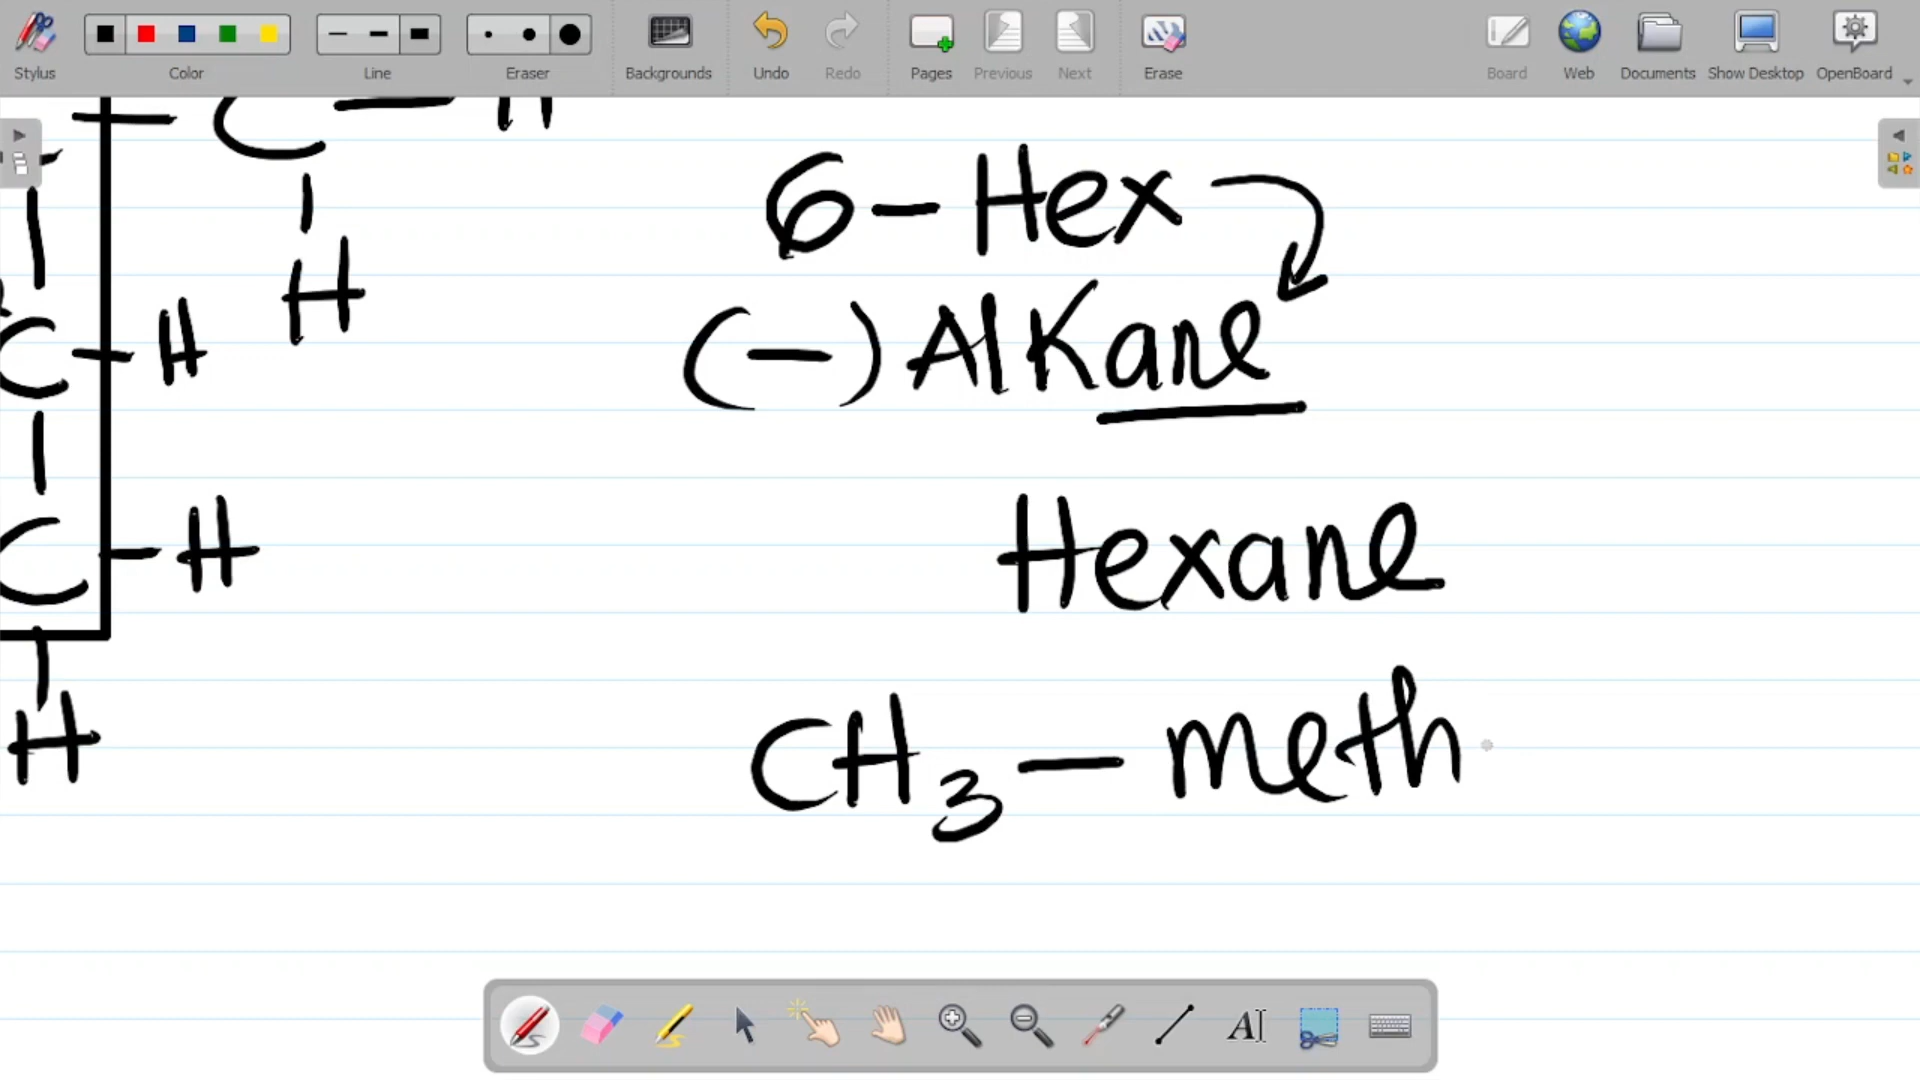 Stylus Color Line Eraser Backgrounds Undo Redo Pages Previous Next Erase Board Web Documents Show Desktop OpenBoard
C — H
H
6 - Hex
(-) Alkane
C - H
Hexane
C - H
H
CH3 - meth